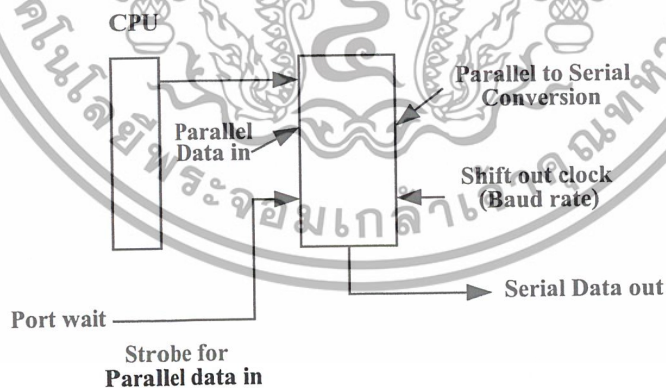 CPU
Parallel to Serial
Conversion
Parallel
Data in
Shift out clock
(Baud rate)
Serial Data out
Port wait
Strobe for
Parallel data in